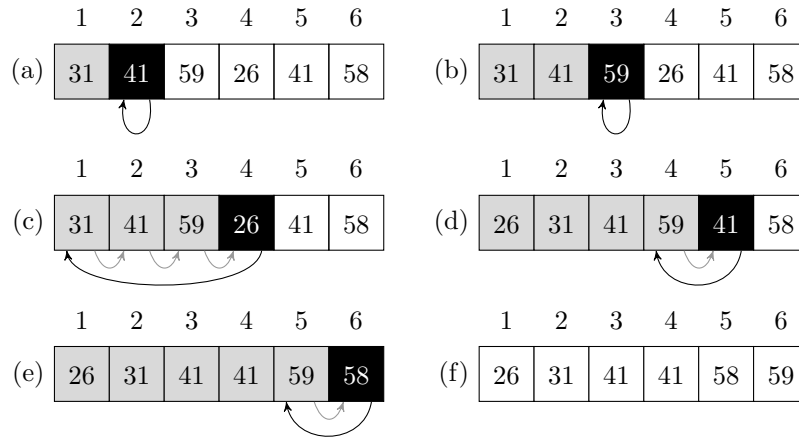 1 2 3 4 5 6
(a) 31 41 59 26 41 58
1 2 3 4 5 6
(b) 31 41 59 26 41 58
1 2 3 4 5 6
(c) 31 41 59 26 41 58
1 2 3 4 5 6
(d) 26 31 41 59 41 58
1 2 3 4 5 6
(e) 26 31 41 41 59 58
1 2 3 4 5 6
(f) 26 31 41 41 58 59